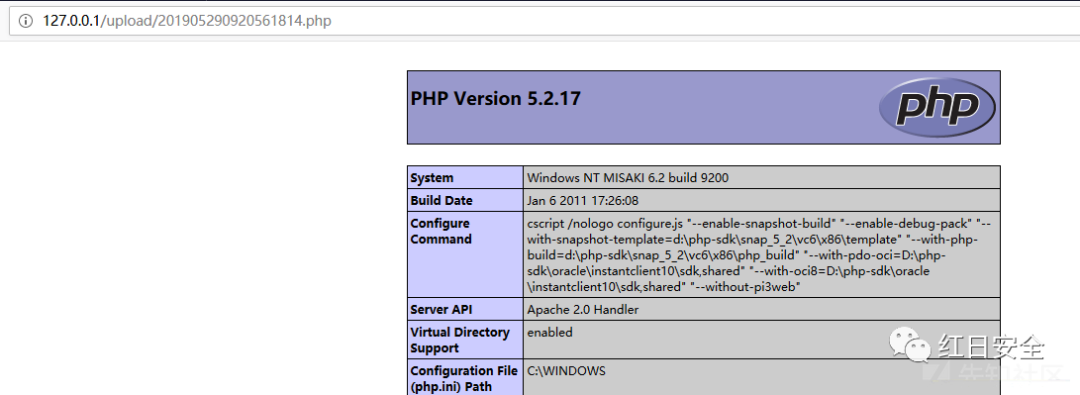 127.0.0.1/upload/201905290920561814.php
PHP Version 5.2.17
php
System
Windows NT MISAKI 6.2 build 9200
Build Date
Jan 6 2011 17:26:08
Configure
Command
cscript /nologo configure.js "--enable-snapshot-build" "--enable-debug-pack" "--
with-snapshot-template=d:\php-sdk\snap_5_2\vc6\x86\template" "--with-php-
build=d:\php-sdk\snap_5_2\vc6\x86\php_build" "--with-pdo-oci=D:\php-
sdk\oracle\instantclient10\sdk,shared" "--with-oci8=D:\php-sdk\oracle
\instantclient10\sdk,shared" "--without-pi3web"
Server API
Apache 2.0 Handler
Virtual Directory
Support
enabled
Configuration File
(php.ini) Path
C:\WINDOWS
红日安全